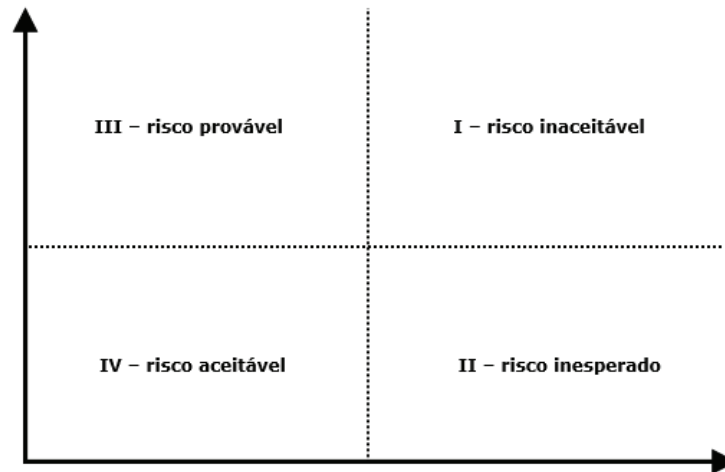 III – risco provável
I – risco inaceitável
IV – risco aceitável
II – risco inesperado